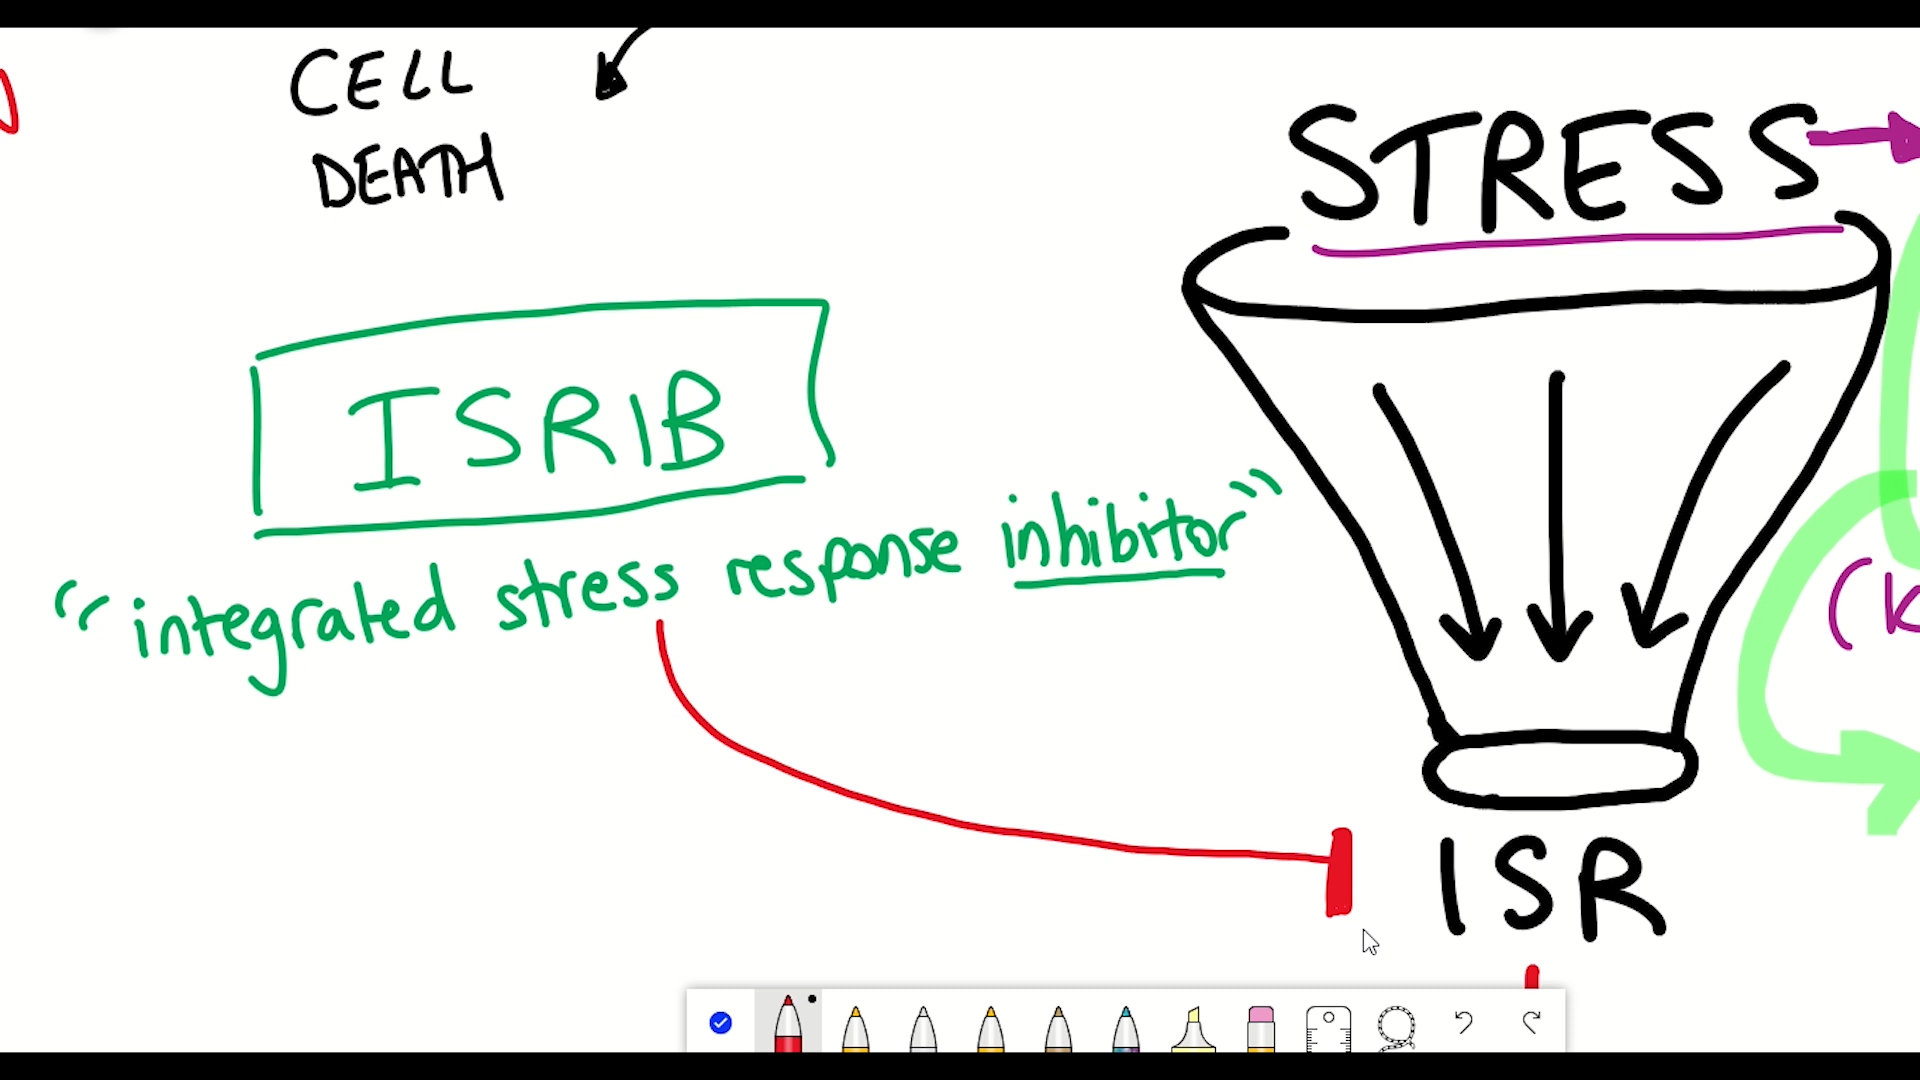 CELL
DEATH
STRESS
ISRIB
"integrated stress response inhibitor"
(K
ISR